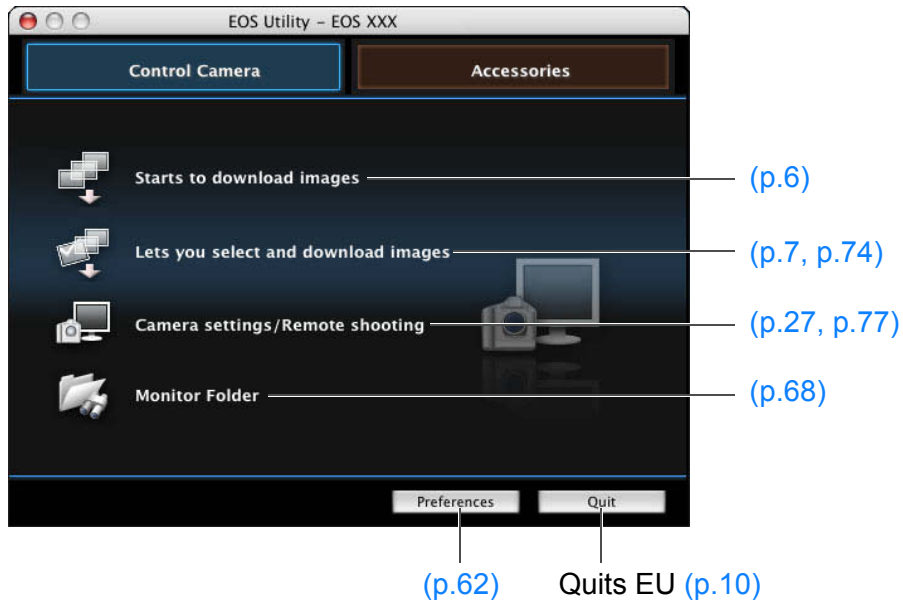 EOS Utility – EOS XXX
Control Camera
Accessories
Starts to download images
(p.6)
Lets you select and download images
(p.7, p.74)
Camera settings/Remote shooting
(p.27, p.77)
Monitor Folder
(p.68)
Preferences
Quit
(p.62)
Quits EU (p.10)